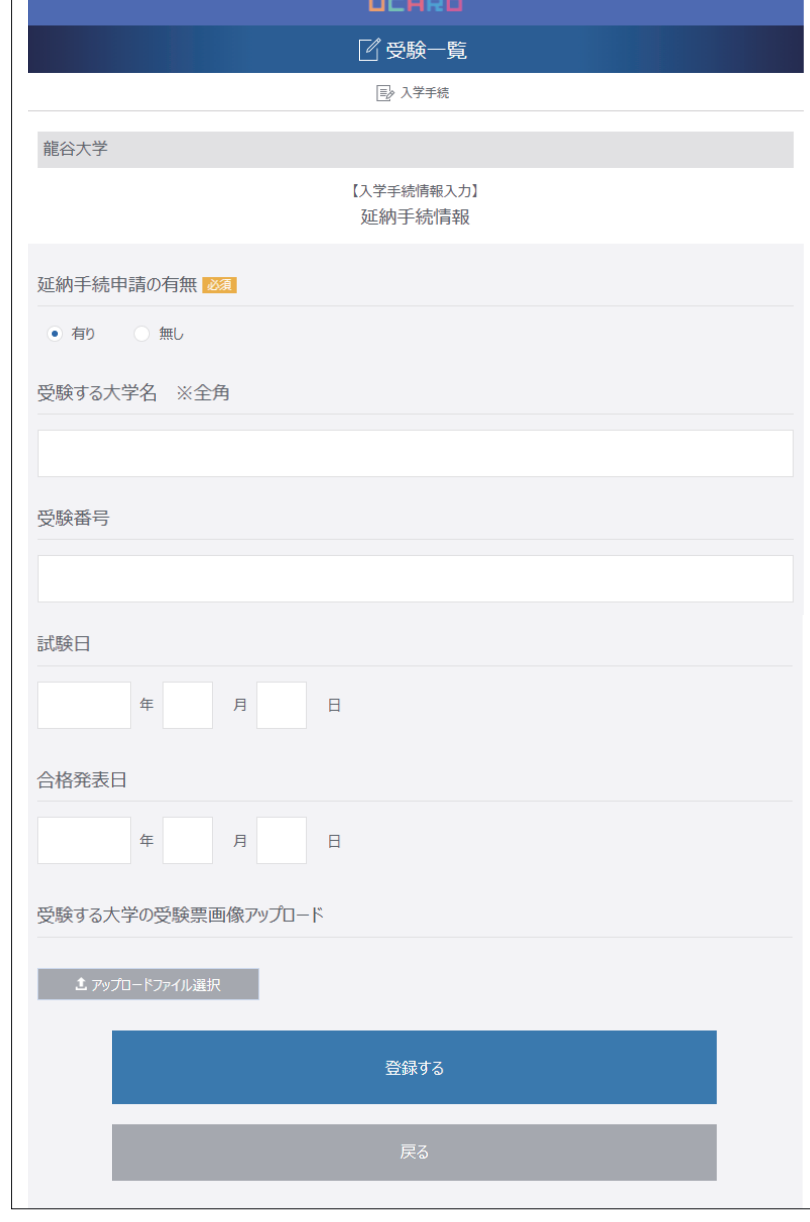 UCARO
受験一覧
入学手続
龍谷大学
【入学手続情報入力】
延納手続情報
延納手続申請の有無 必須
有り 無し
受験する大学名　※全角
受験番号
試験日
年 月 日
合格発表日
年 月 日
受験する大学の受験票画像アップロード
アップロードファイル選択
登録する
戻る